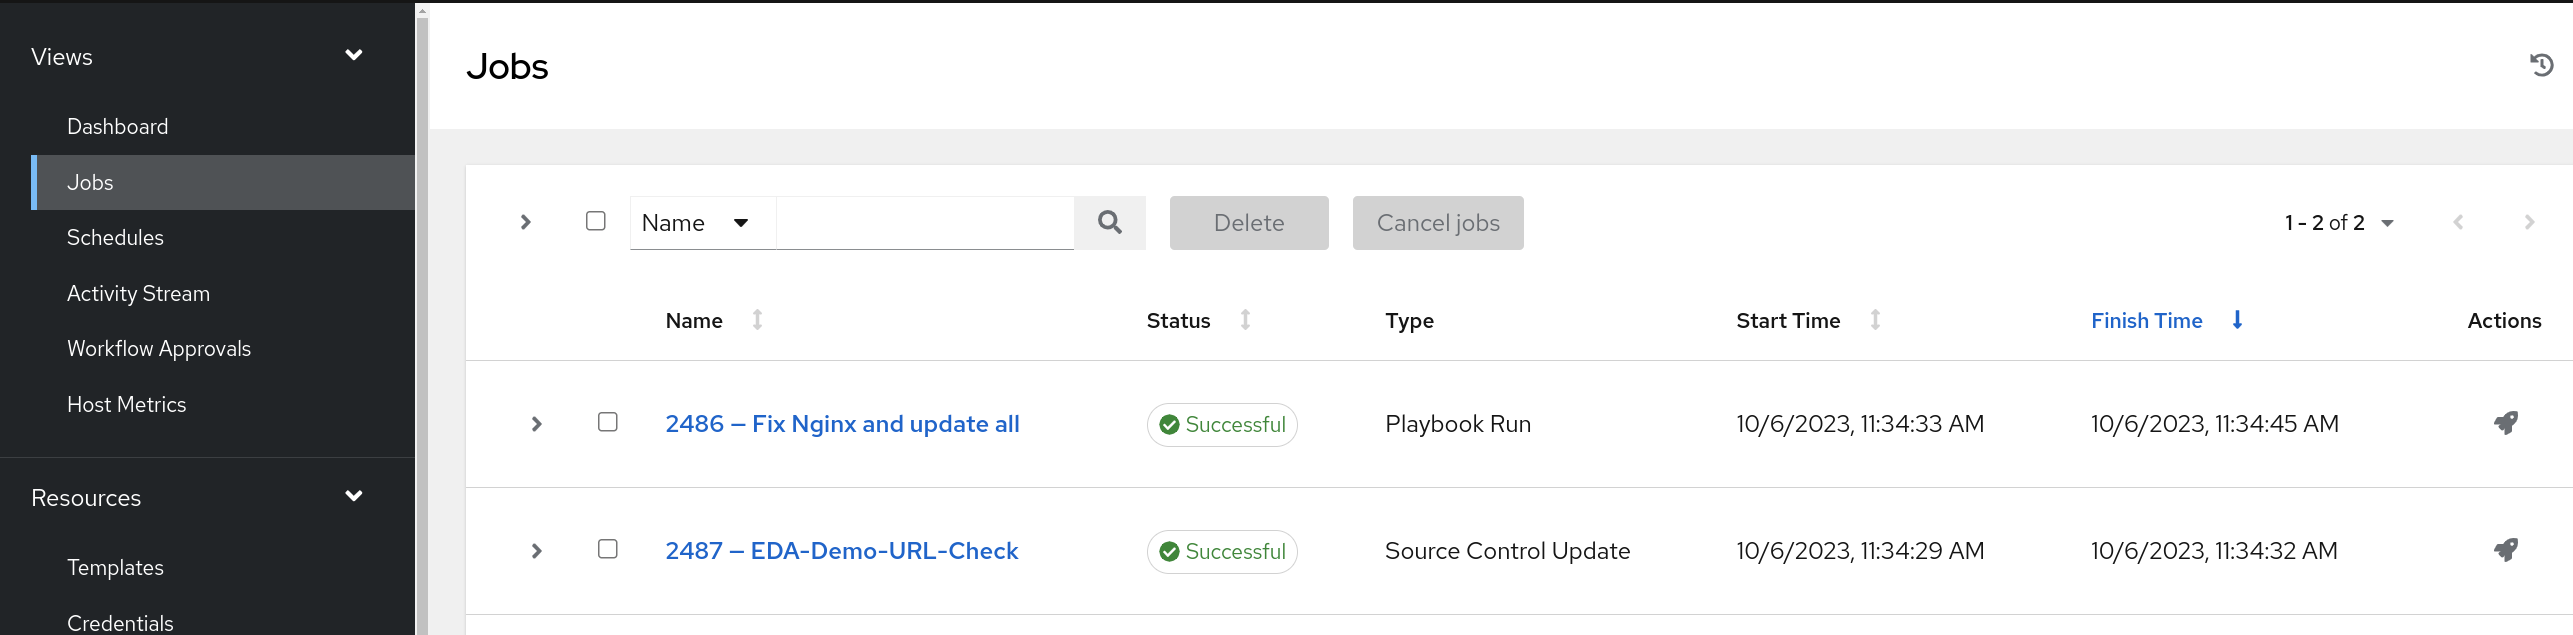 Views
Dashboard
Jobs
Schedules
Activity Stream
Workflow Approvals
Host Metrics
Resources
Templates
Credentials
Jobs
Name Delete Cancel jobs 1 - 2 of 2
Name Status Type Start Time Finish Time Actions
2486 — Fix Nginx and update all Successful Playbook Run 10/6/2023, 11:34:33 AM 10/6/2023, 11:34:45 AM
2487 — EDA-Demo-URL-Check Successful Source Control Update 10/6/2023, 11:34:29 AM 10/6/2023, 11:34:32 AM